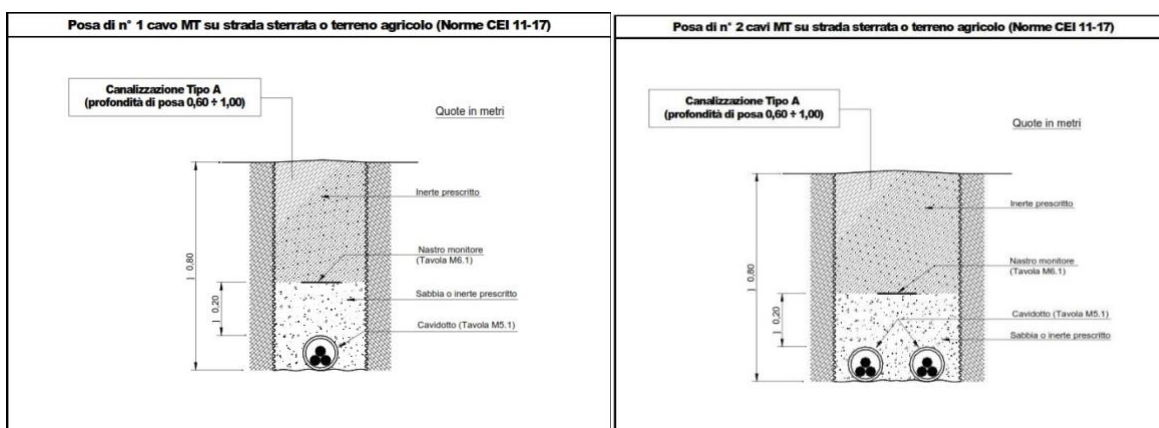 Posa di n° 1 cavo MT su strada sterrata o terreno agricolo (Norme CEI 11-17)
Canalizzazione Tipo A
(profondità di posa 0,60 ÷ 1,00)
Quote in metri
Inerte prescritto
0,80
Nastro monitore
(Tavola M6.1)
0,20
Sabbia o inerte prescritto
Cavidotto (Tavola M5.1)
Posa di n° 2 cavi MT su strada sterrata o terreno agricolo (Norme CEI 11-17)
Canalizzazione Tipo A
(profondità di posa 0,60 ÷ 1,00)
Quote in metri
Inerte prescritto
0,80
Nastro monitore
(Tavola M6.1)
0,20
Cavidotto (Tavola M5.1)
Sabbia o inerte prescritto